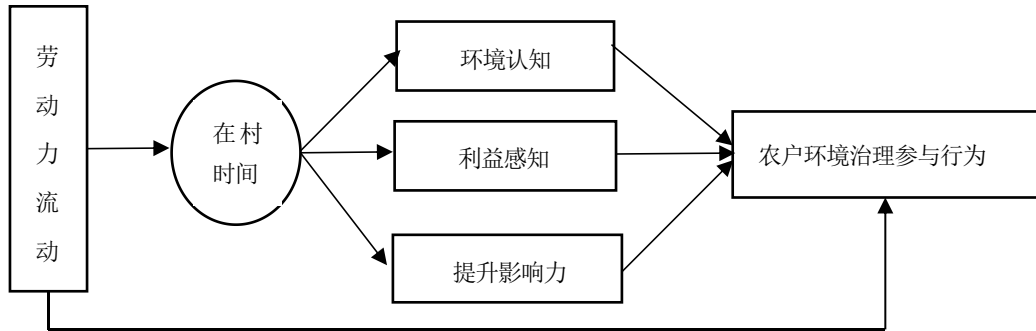 劳
动
力
流
动
在村
时间
环境认知
利益感知
提升影响力
农户环境治理参与行为